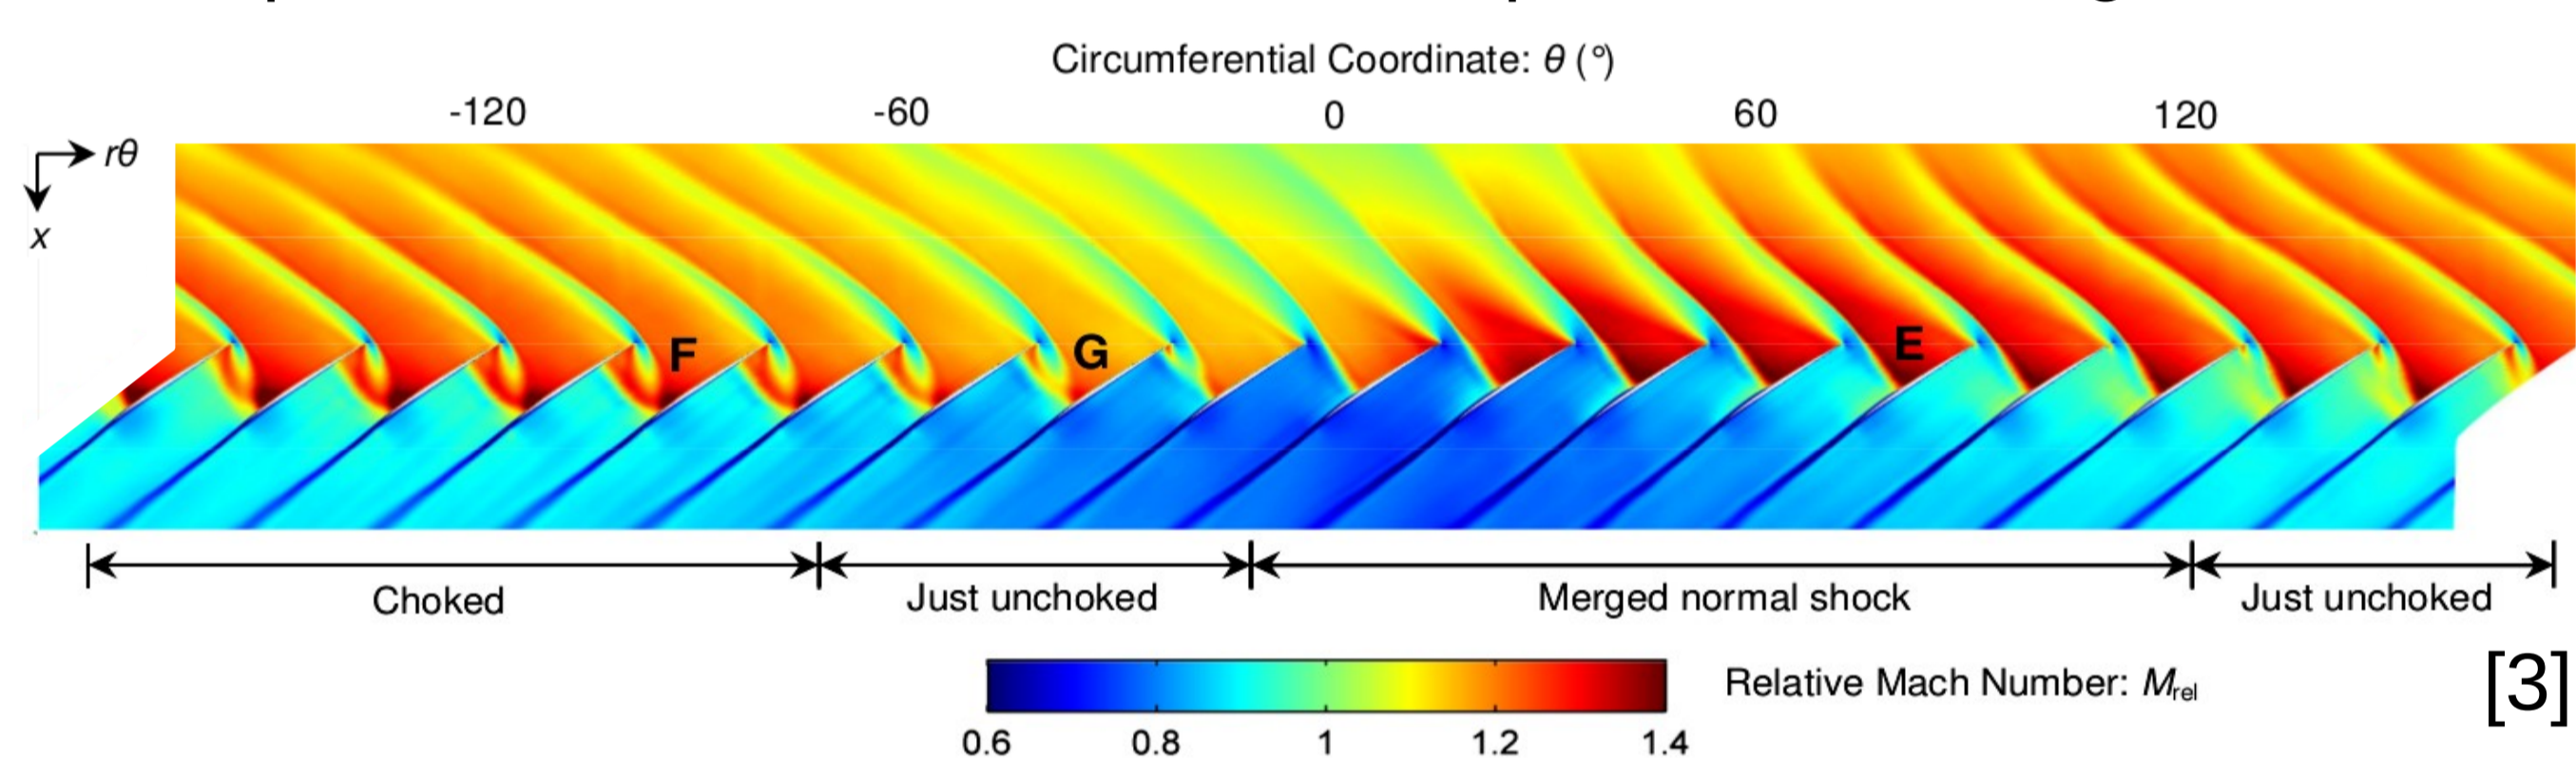 Circumferential Coordinate: θ (°)
-120 -60 0 60 120
rθ
x
F G E
Choked Just unchoked Merged normal shock Just unchoked
Relative Mach Number: Mrel
[3]
0.6 0.8 1 1.2 1.4